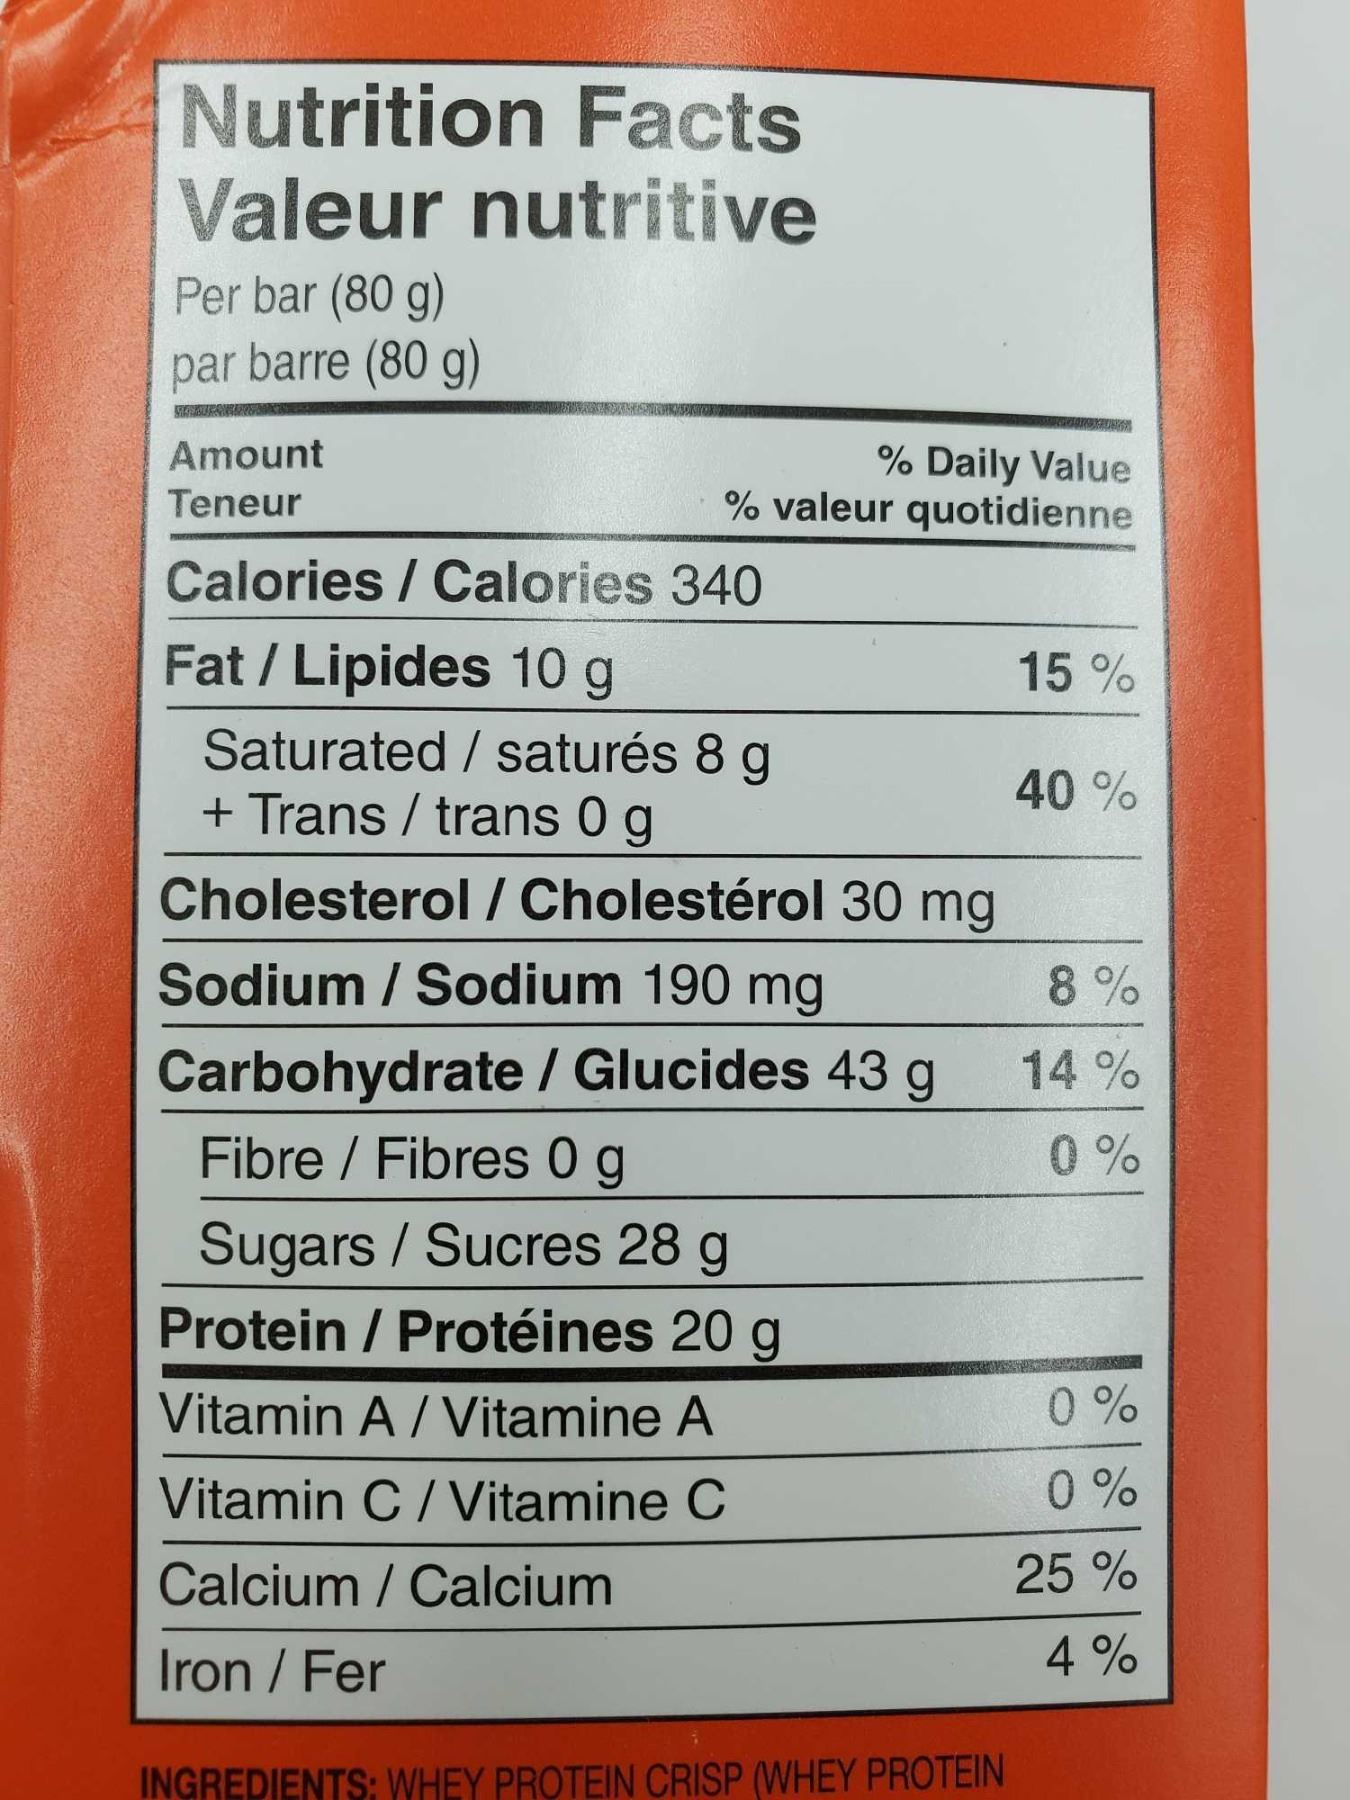 Nutrition Facts
Valeur nutritive
Per bar (80 g)
par barre (80 g)
Amount % Daily Value
Teneur % valeur quotidienne
Calories / Calories 340
Fat / Lipides 10 g 15 %
Saturated / saturés 8 g
+ Trans / trans 0 g 40 %
Cholesterol / Cholestérol 30 mg
Sodium / Sodium 190 mg 8 %
Carbohydrate / Glucides 43 g 14 %
Fibre / Fibres 0 g 0 %
Sugars / Sucres 28 g
Protein / Protéines 20 g
Vitamin A / Vitamine A 0 %
Vitamin C / Vitamine C 0 %
Calcium / Calcium 25 %
Iron / Fer 4 %
INGREDIENTS: WHEY PROTEIN CRISP (WHEY PROTEIN